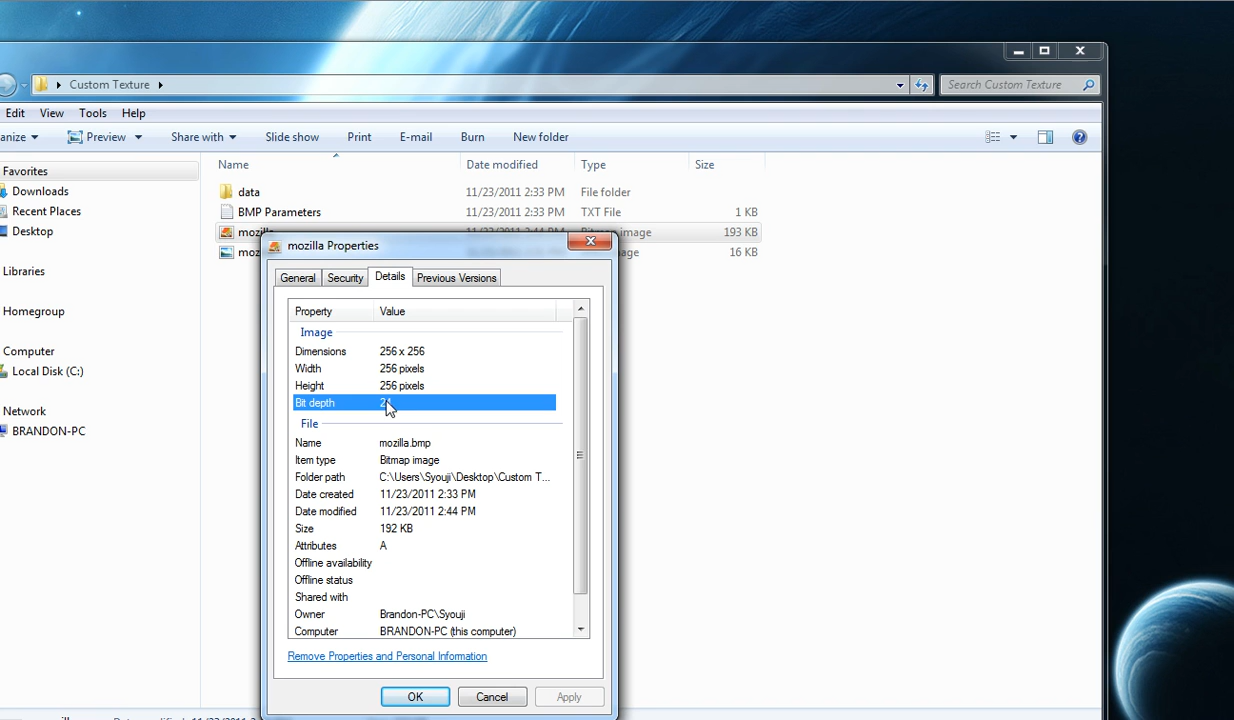 Custom Texture
Search Custom Texture
Edit View Tools Help
anize Preview Share with Slide show Print E-mail Burn New folder
Name Date modified Type Size
Favorites
Downloads
Recent Places
Desktop
Libraries
Homegroup
Computer
Local Disk (C:)
Network
BRANDON-PC
data 11/23/2011 2:33 PM File folder
BMP Parameters 11/23/2011 2:33 PM TXT File 1 KB
193 KB
16 KB
mozilla Properties
General Security Details Previous Versions
Property Value
Image
Dimensions 256 x 256
Width 256 pixels
Height 256 pixels
Bit depth
File
Name mozilla.bmp
Item type Bitmap image
Folder path C:\Users\Syouji\Desktop\Custom T...
Date created 11/23/2011 2:33 PM
Date modified 11/23/2011 2:44 PM
Size 192 KB
Attributes A
Offline availability
Offline status
Shared with
Owner Brandon-PC\Syouji
Computer BRANDON-PC (this computer)
Remove Properties and Personal Information
OK Cancel Apply